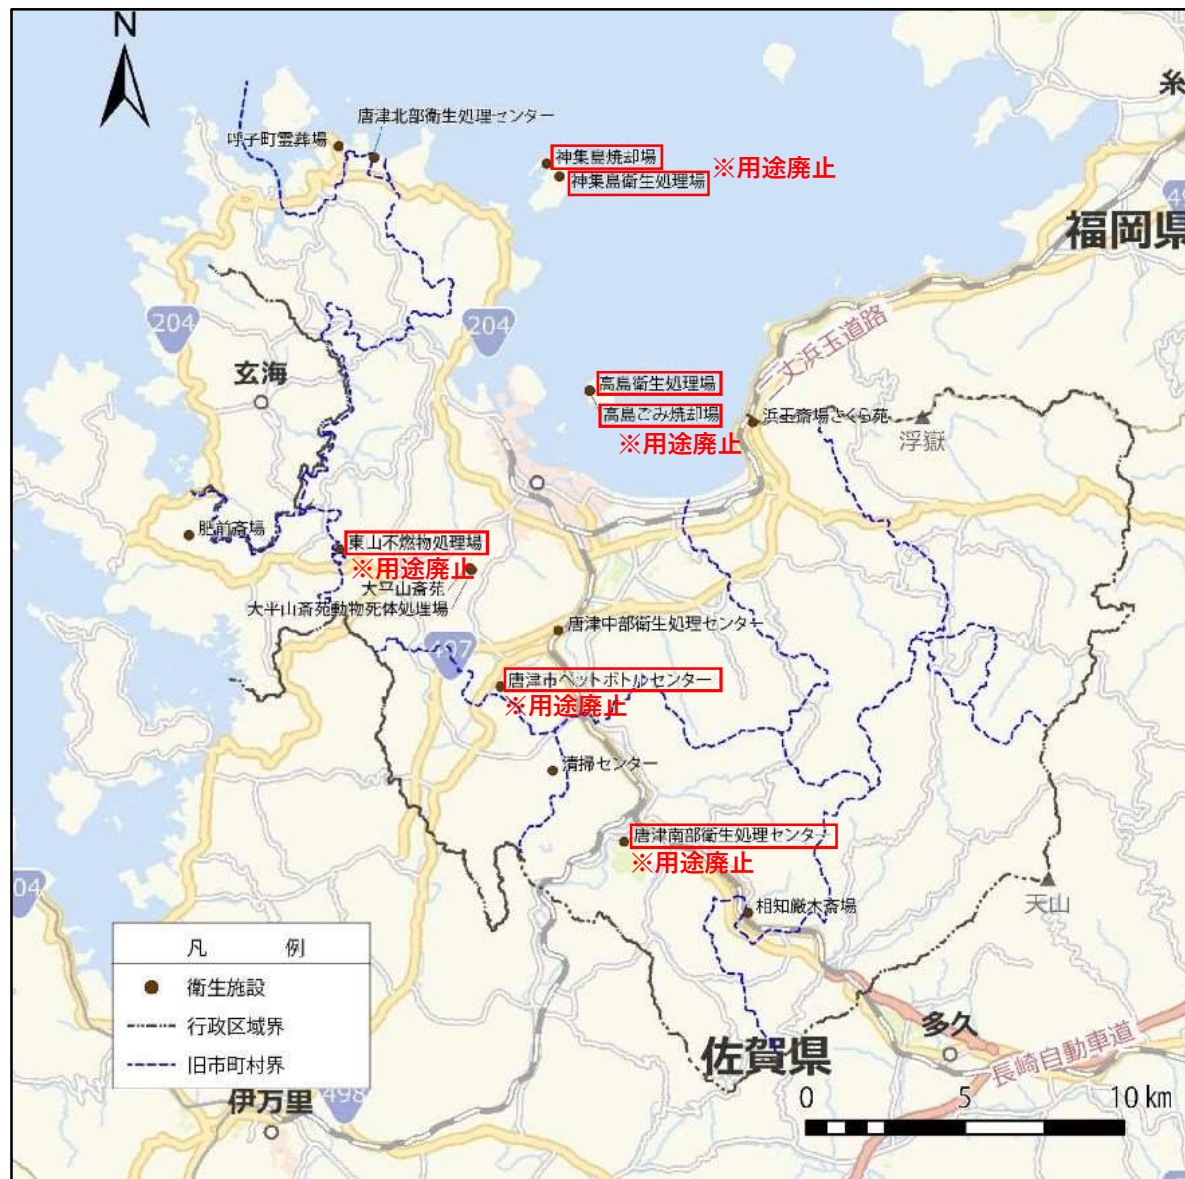 N
糸
唐津北部衛生処理センター
呼子町霊葬場
神集島焼却場
※用途廃止
神集島衛生処理場
福岡県
204
204
二丈浜玉道路
玄海
高島衛生処理場
高島ごみ焼却場
浜玉斎場さくら苑
※用途廃止
浮嶽
肥前斎場
東山不燃物処理場
※用途廃止
大平山斎苑
大平山斎苑動物死体処理場
唐津中部衛生処理センター
497
唐津市ペットボトルセンター
※用途廃止
清掃センター
唐津南部衛生処理センター
※用途廃止
相知厳木斎場
天山
凡 例
衛生施設
行政区域界
旧市町村界
多久
佐賀県
長崎自動車道
伊万里
498
0 5 10 km